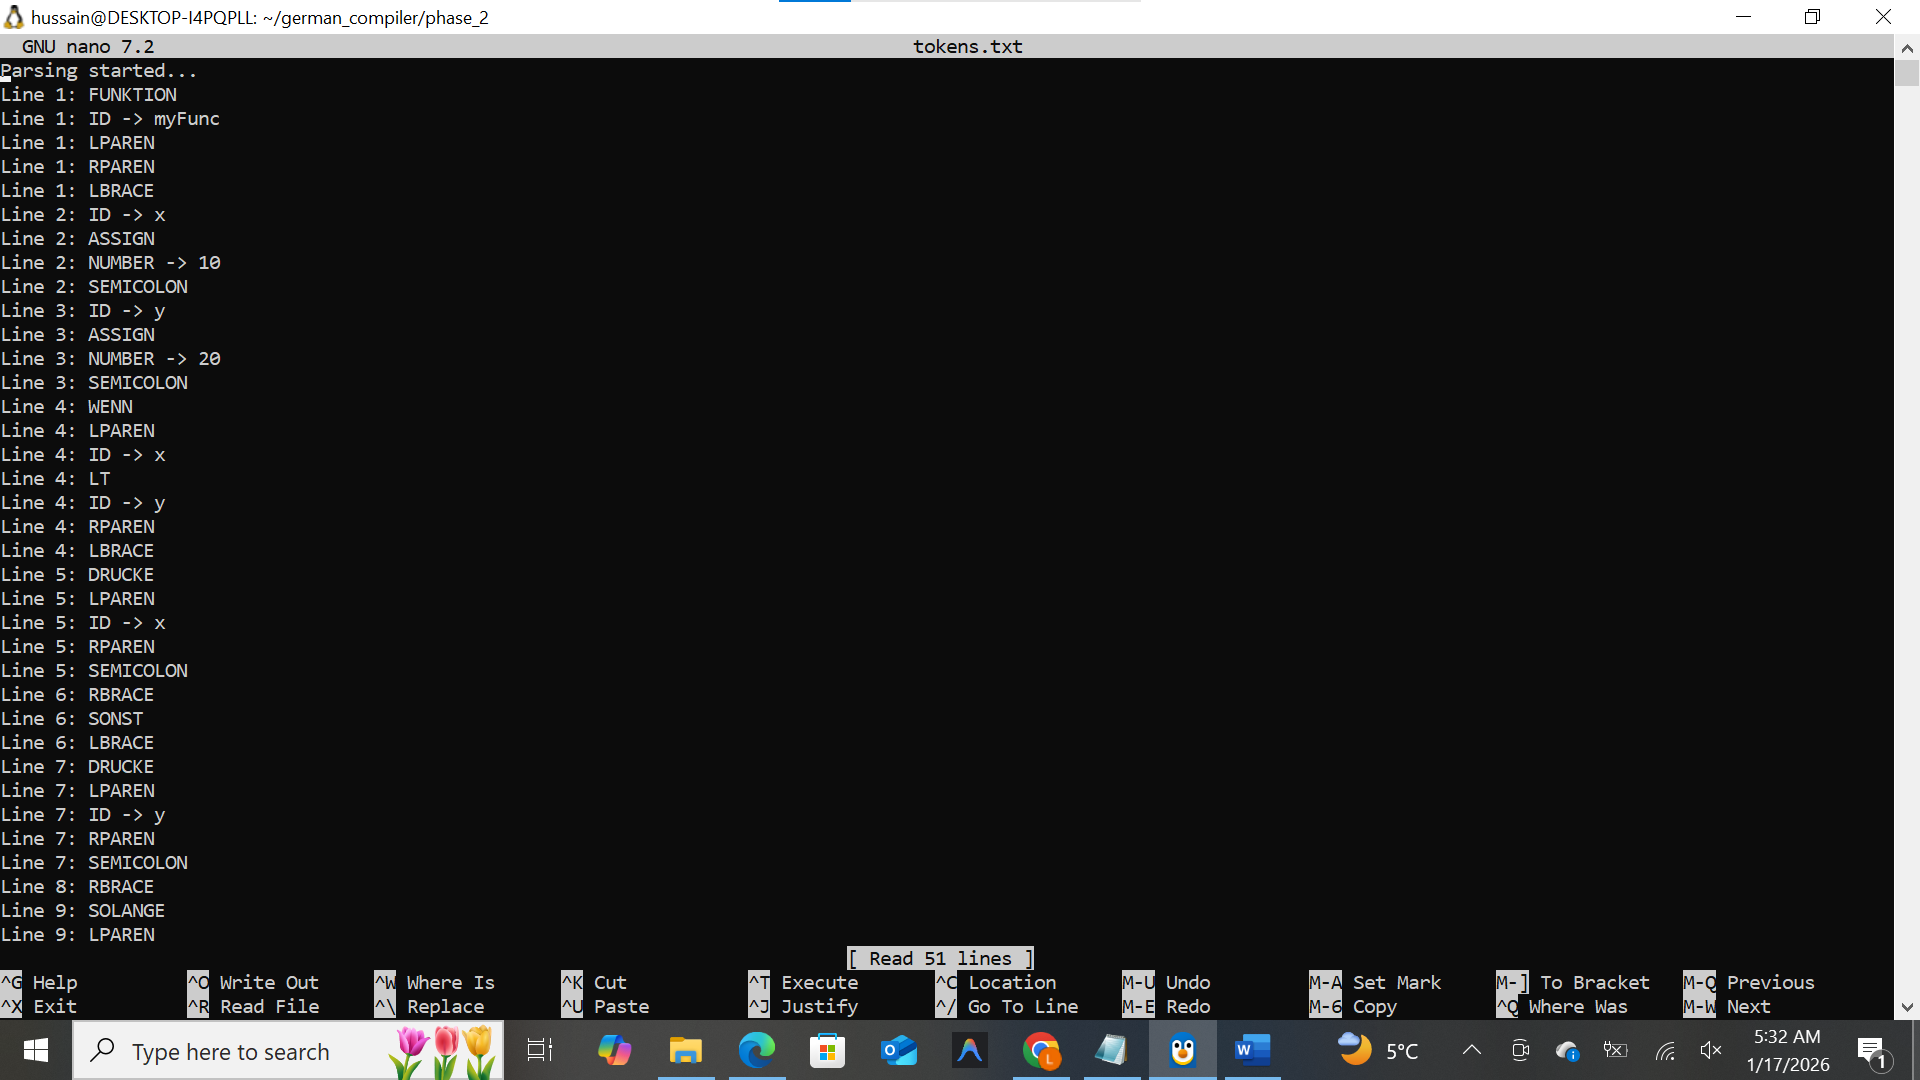 hussain@DESKTOP-I4PQPLL: ~/german_compiler/phase_2
GNU nano 7.2 tokens.txt
Parsing started...
Line 1: FUNKTION
Line 1: ID -> myFunc
Line 1: LPAREN
Line 1: RPAREN
Line 1: LBRACE
Line 2: ID -> x
Line 2: ASSIGN
Line 2: NUMBER -> 10
Line 2: SEMICOLON
Line 3: ID -> y
Line 3: ASSIGN
Line 3: NUMBER -> 20
Line 3: SEMICOLON
Line 4: WENN
Line 4: LPAREN
Line 4: ID -> x
Line 4: LT
Line 4: ID -> y
Line 4: RPAREN
Line 4: LBRACE
Line 5: DRUCKE
Line 5: LPAREN
Line 5: ID -> x
Line 5: RPAREN
Line 5: SEMICOLON
Line 6: RBRACE
Line 6: SONST
Line 6: LBRACE
Line 7: DRUCKE
Line 7: LPAREN
Line 7: ID -> y
Line 7: RPAREN
Line 7: SEMICOLON
Line 8: RBRACE
Line 9: SOLANGE
Line 9: LPAREN
[ Read 51 lines ]
^G Help ^O Write Out ^W Where Is ^K Cut ^T Execute ^C Location M-U Undo M-A Set Mark M-] To Bracket M-Q Previous
^X Exit ^R Read File ^\ Replace ^U Paste ^J Justify ^/ Go To Line M-E Redo M-6 Copy ^Q Where Was M-W Next
Type here to search 5°C 5:32 AM
1/17/2026 1